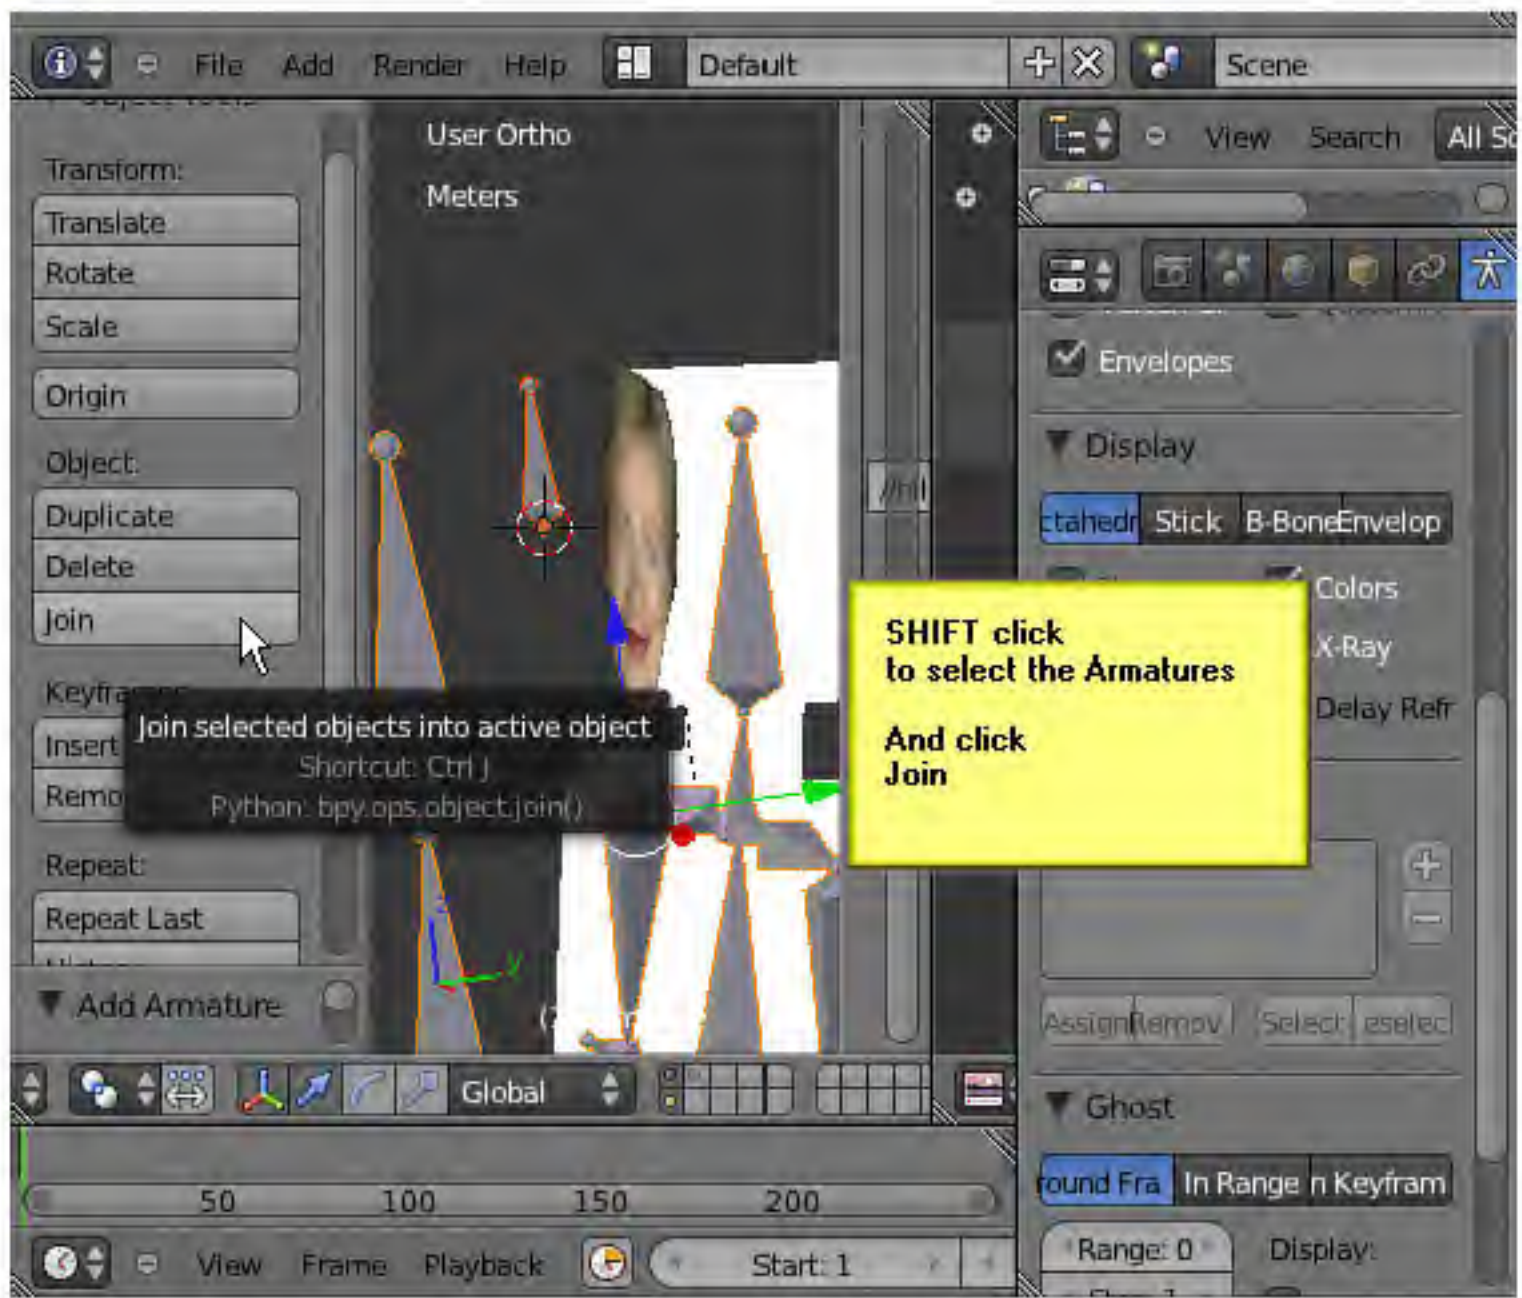 File Add Render Help Default Scene
User Ortho
Meters
Transform:
Translate
Rotate
Scale
Origin
Object:
Duplicate
Delete
Join
Insert
Remo
Join selected objects into active object
Shortcut: Ctrl J
Python: bpy.ops.object.join()
Repeat:
Repeat Last
Add Armature
Global
50 100 150 200
View Frame Playback Start: 1
View Search All Sc
Envelopes
Display
ctahedr Stick B-Bone Envelop
Colors
X-Ray
Delay Refr
SHIFT click
to select the Armatures
And click
Join
Assign Remov Select eselec
Ghost
round Fra In Range n Keyfram
Range: 0 Display: